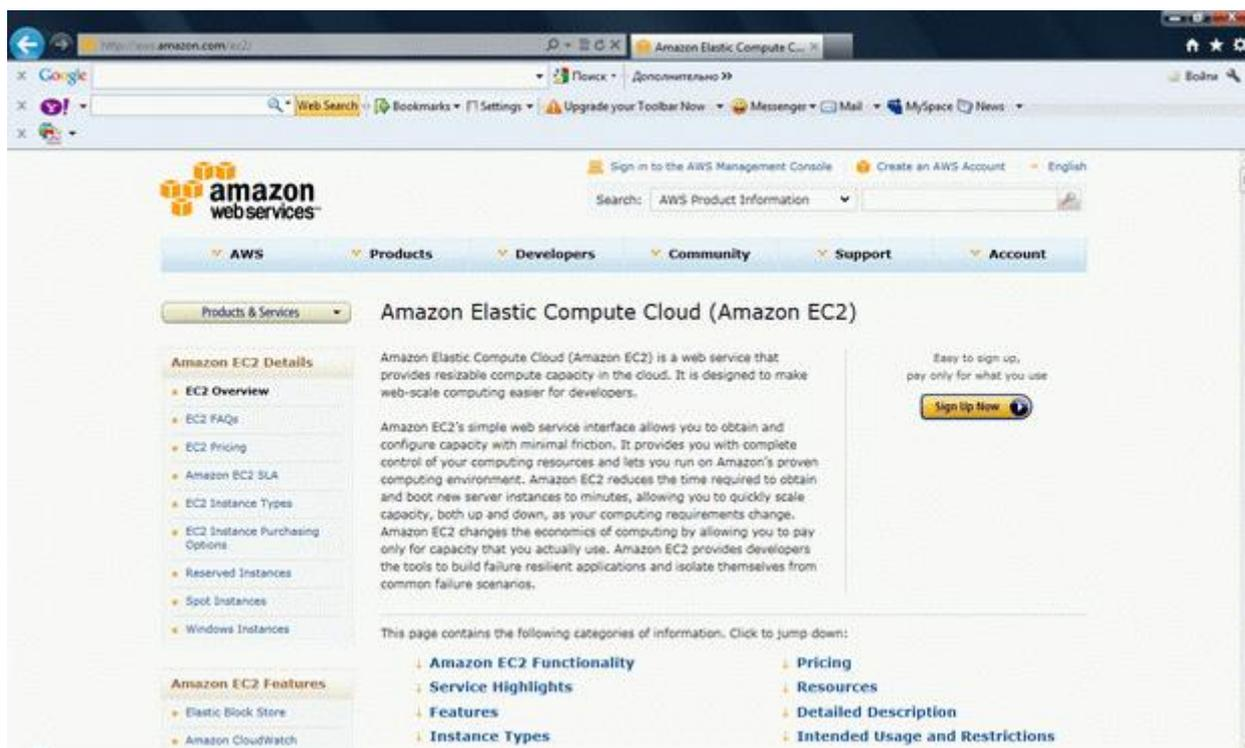 http://aws.amazon.com/ec2/
Amazon Elastic Compute C...
Google
Поиск
Дополнительно »
Войти
Y!
Web Search
Bookmarks
Settings
Upgrade your Toolbar Now
Messenger
Mail
MySpace
News
amazon
webservices™
Sign in to the AWS Management Console
Create an AWS Account
English
Search:
AWS Product Information
AWS
Products
Developers
Community
Support
Account
Products & Services
Amazon EC2 Details
EC2 Overview
EC2 FAQs
EC2 Pricing
Amazon EC2 SLA
EC2 Instance Types
EC2 Instance Purchasing
Options
Reserved Instances
Spot Instances
Windows Instances
Amazon EC2 Features
Elastic Block Store
Amazon CloudWatch
Amazon Elastic Compute Cloud (Amazon EC2)
Amazon Elastic Compute Cloud (Amazon EC2) is a web service that
provides resizable compute capacity in the cloud. It is designed to make
web-scale computing easier for developers.
Amazon EC2's simple web service interface allows you to obtain and
configure capacity with minimal friction. It provides you with complete
control of your computing resources and lets you run on Amazon's proven
computing environment. Amazon EC2 reduces the time required to obtain
and boot new server instances to minutes, allowing you to quickly scale
capacity, both up and down, as your computing requirements change.
Amazon EC2 changes the economics of computing by allowing you to pay
only for capacity that you actually use. Amazon EC2 provides developers
the tools to build failure resilient applications and isolate themselves from
common failure scenarios.
Easy to sign up,
pay only for what you use
Sign Up Now
This page contains the following categories of information. Click to jump down:
Amazon EC2 Functionality
Service Highlights
Features
Instance Types
Pricing
Resources
Detailed Description
Intended Usage and Restrictions